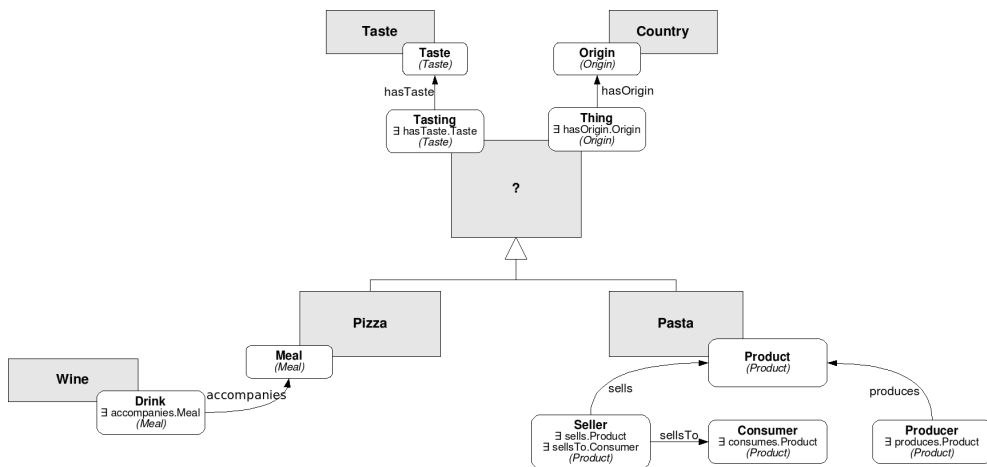 Taste
Country
Taste
(Taste)
Origin
(Origin)
hasTaste
hasOrigin
Tasting
∃ hasTaste.Taste
(Taste)
Thing
∃ hasOrigin.Origin
(Origin)
?
Pizza
Pasta
Meal
(Meal)
Product
(Product)
Wine
accompanies
Drink
∃ accompanies.Meal
(Meal)
sells
produces
Seller
∃ sells.Product
∃ sellsTo.Consumer
(Product)
sellsTo
Consumer
∃ consumes.Product
(Product)
Producer
∃ produces.Product
(Product)